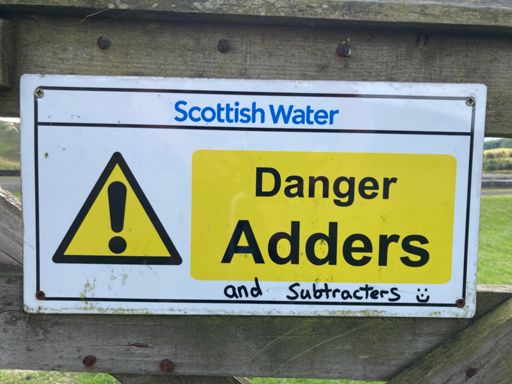 Scottish Water
Danger
Adders
and Subtracters ☺